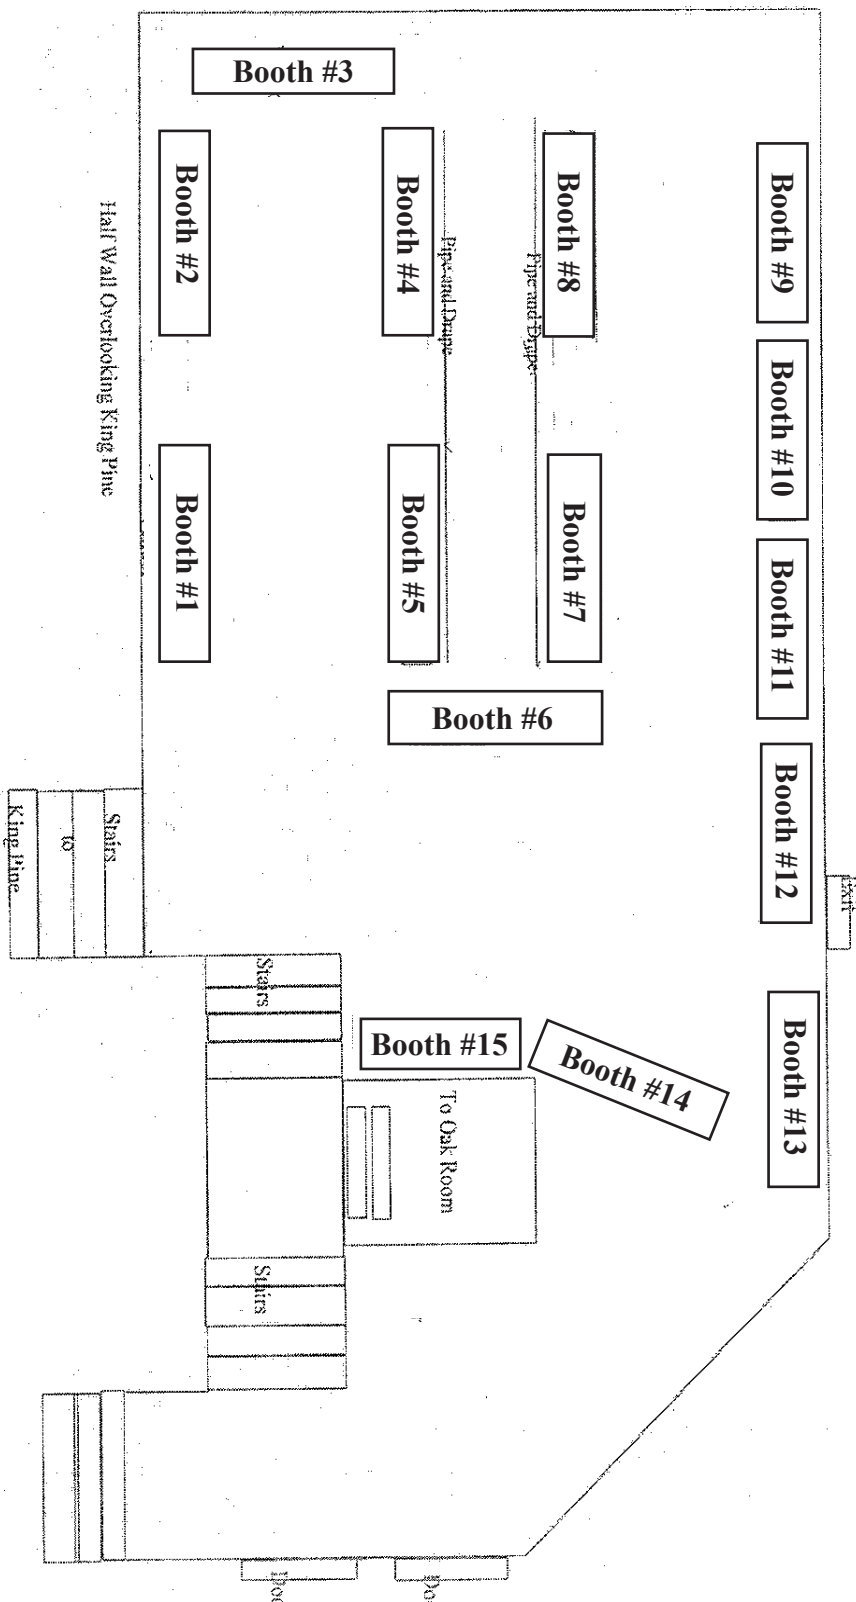 Booth #3
Booth #2
Booth #4
Booth #8
Booth #9
Half Wall Overlooking King Pine
Pipe and Drape
Pipe and Drape
Booth #10
Booth #1
Booth #5
Booth #7
Booth #11
Booth #6
Booth #12
Stairs
to
King Pine
Exit
Stairs
Booth #15
Booth #14
Booth #13
To Oak Room
Stairs